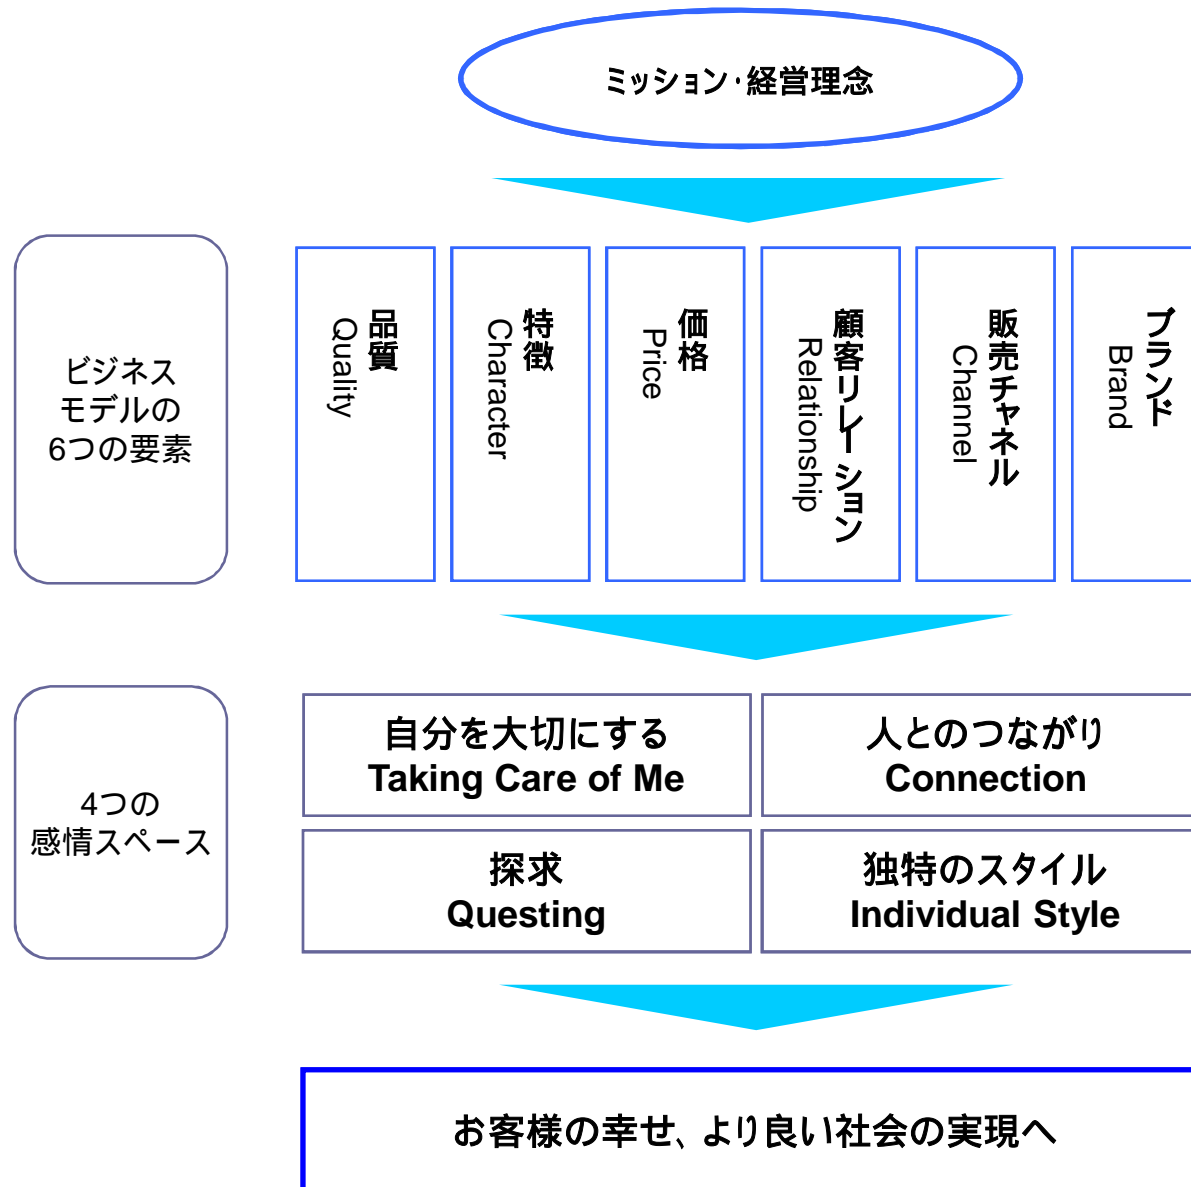 ミッション・経営理念
ビジネス
モデルの
6つの要素
品質
Quality
特徴
Character
価格
Price
顧客リレーション
Relationship
販売チャネル
Channel
ブランド
Brand
4つの
感情スペース
自分を大切にする
Taking Care of Me
人とのつながり
Connection
探求
Questing
独特のスタイル
Individual Style
お客様の幸せ、より良い社会の実現へ